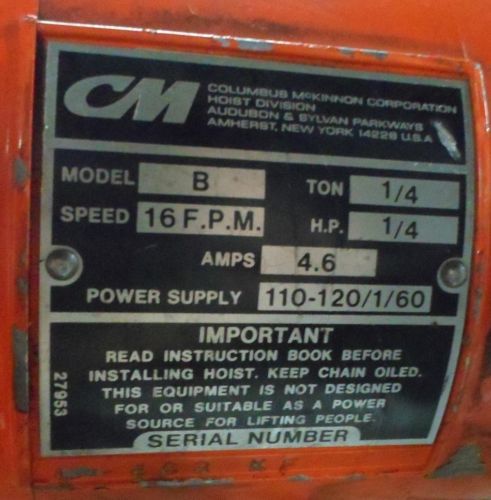 CM
COLUMBUS McKINNON CORPORATION
HOIST DIVISION
AUDUBON & SYLVAN PARKWAYS
AMHERST, NEW YORK 14228 U.S.A
MODEL B TON 1/4
SPEED 16 F.P.M. H.P. 1/4
AMPS 4.6
POWER SUPPLY 110-120/1/60
IMPORTANT
READ INSTRUCTION BOOK BEFORE
INSTALLING HOIST. KEEP CHAIN OILED.
THIS EQUIPMENT IS NOT DESIGNED
FOR OR SUITABLE AS A POWER
SOURCE FOR LIFTING PEOPLE.
SERIAL NUMBER
27953